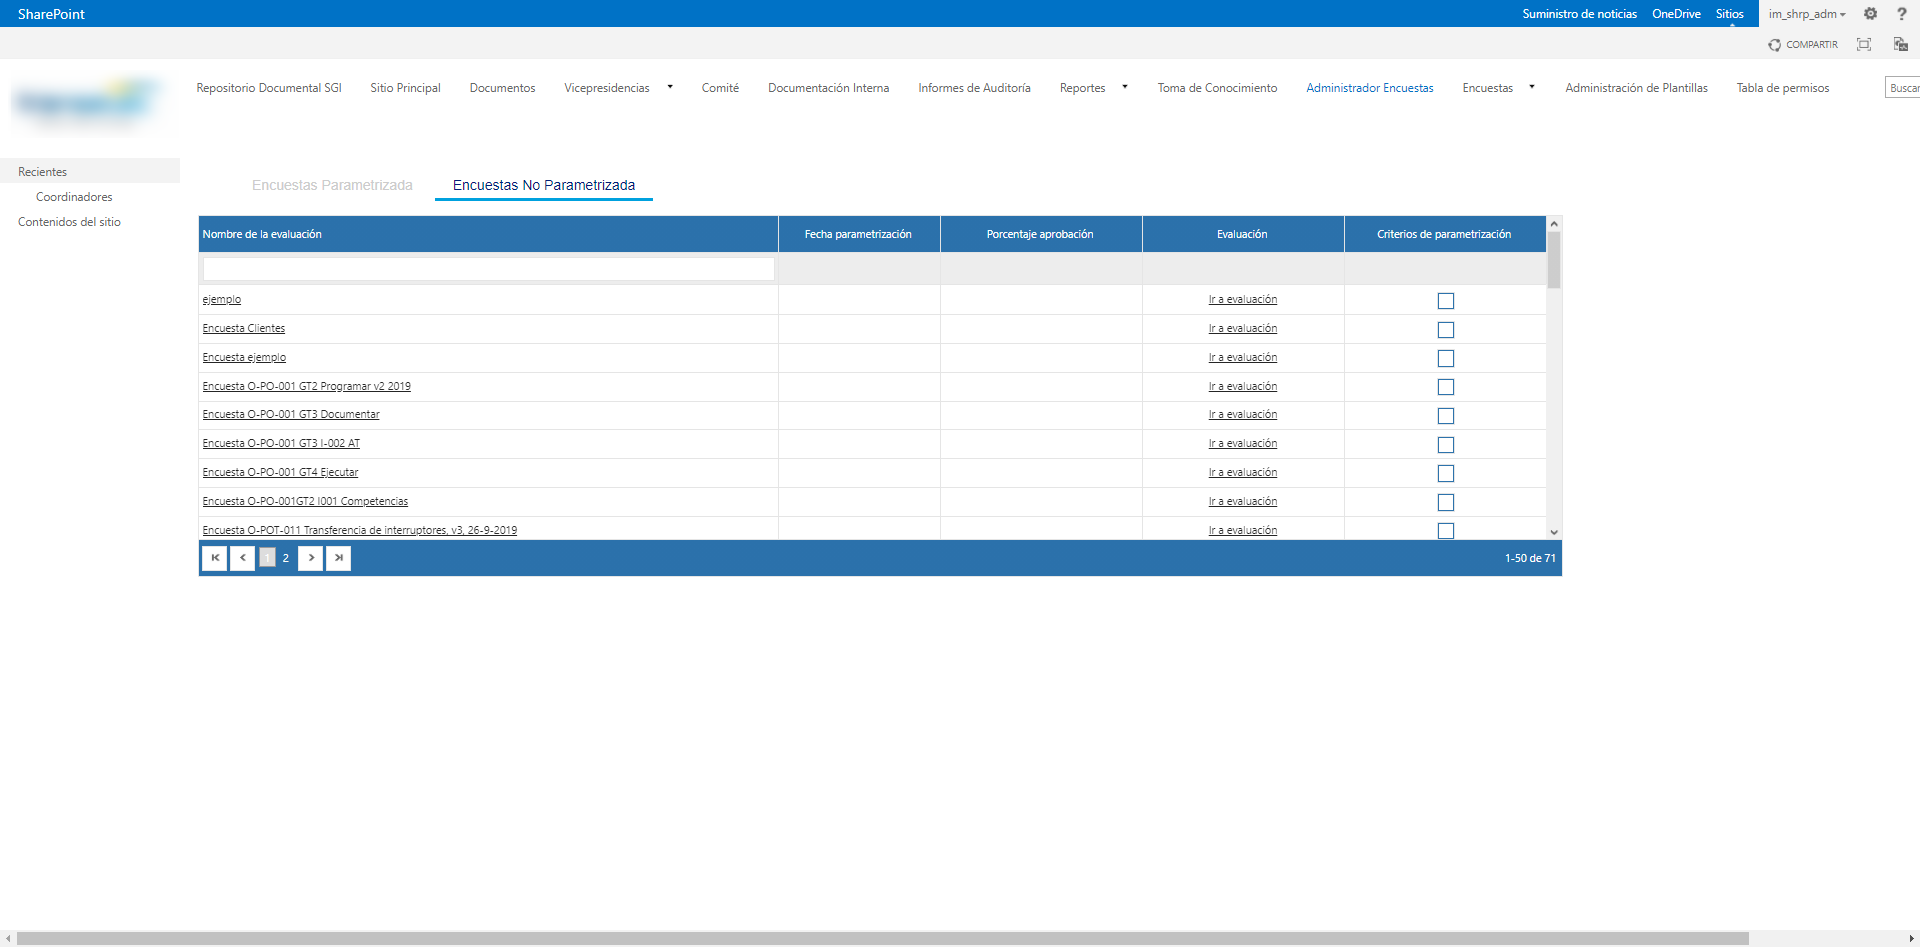 SharePoint
Suministro de noticias OneDrive Sitios im_shrp_adm ?
COMPARTIR
Repositorio Documental SGI Sitio Principal Documentos Vicepresidencias Comité Documentación Interna Informes de Auditoría Reportes Toma de Conocimiento Administrador Encuestas Encuestas Administración de Plantillas Tabla de permisos Buscar
Recientes
Coordinadores
Contenidos del sitio
Encuestas Parametrizada Encuestas No Parametrizada
Nombre de la evaluación Fecha parametrización Porcentaje aprobación Evaluación Criterios de parametrización
ejemplo Ir a evaluación
Encuesta Clientes Ir a evaluación
Encuesta ejemplo Ir a evaluación
Encuesta O-PO-001 GT2 Programar v2 2019 Ir a evaluación
Encuesta O-PO-001 GT3 Documentar Ir a evaluación
Encuesta O-PO-001 GT3 I-002 AT Ir a evaluación
Encuesta O-PO-001 GT4 Ejecutar Ir a evaluación
Encuesta O-PO-001GT2 I001 Competencias Ir a evaluación
Encuesta O-POT-011 Transferencia de interruptores, v3, 26-9-2019 Ir a evaluación
1 2 1-50 de 71